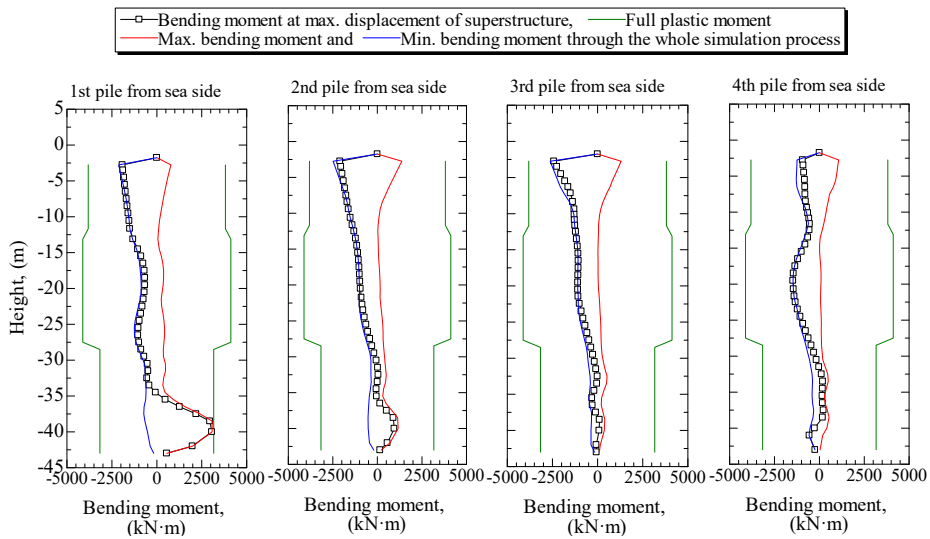 Bending moment at max. displacement of superstructure, Full plastic moment
Max. bending moment and Min. bending moment through the whole simulation process
1st pile from sea side 2nd pile from sea side 3rd pile from sea side 4th pile from sea side
5
0
-5
-10
-15
-20
-25
-30
-35
-40
-45
Height, (m)
-5000 -2500 0 2500 5000 -5000 -2500 0 2500 5000 -5000 -2500 0 2500 5000 -5000 -2500 0 2500 5000
Bending moment, Bending moment, Bending moment, Bending moment,
(kN·m) (kN·m) (kN·m) (kN·m)